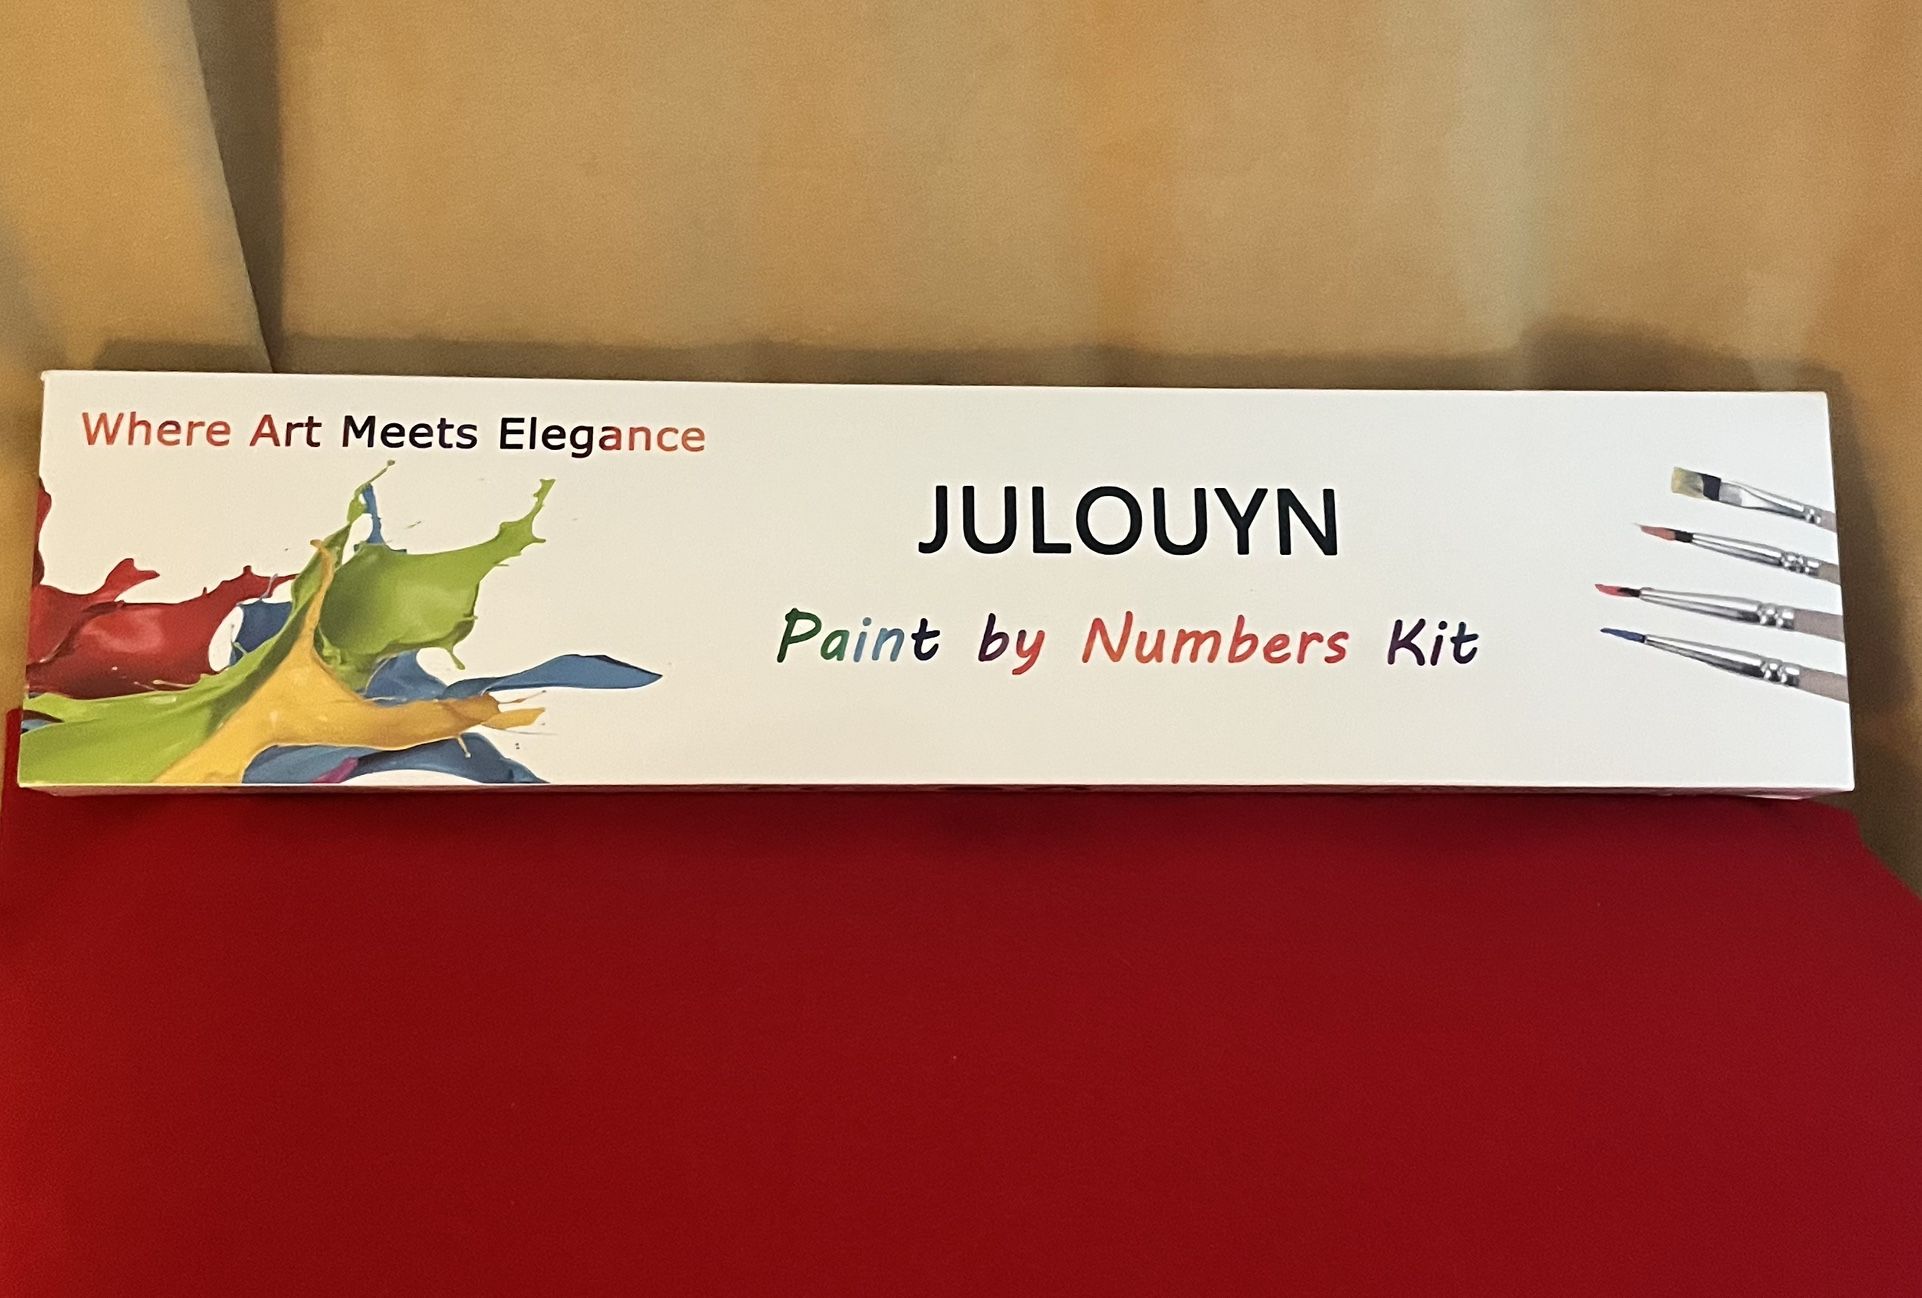 Where Art Meets Elegance
JULOUYN
Paint by Numbers Kit